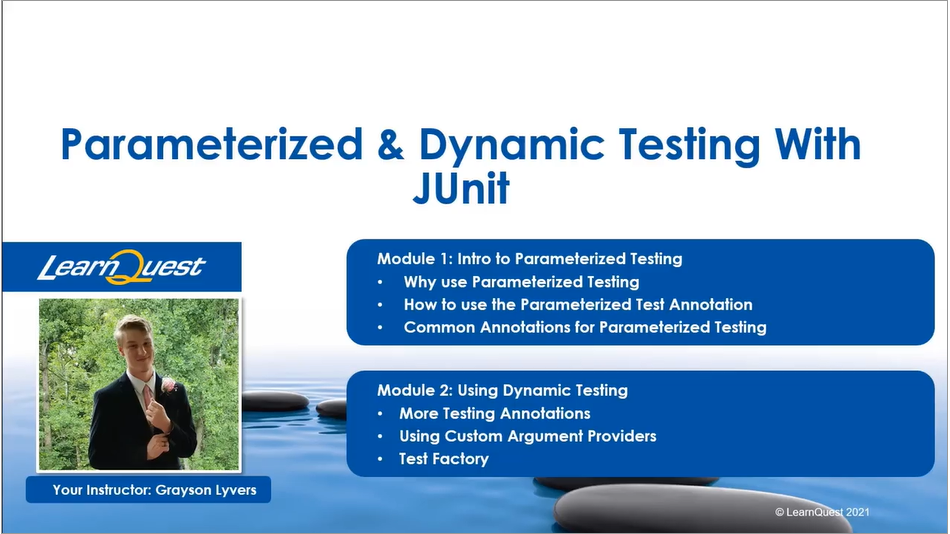 Parameterized & Dynamic Testing With
JUnit
LearnQuest
Your Instructor: Grayson Lyvers
Module 1: Intro to Parameterized Testing
• Why use Parameterized Testing
• How to use the Parameterized Test Annotation
• Common Annotations for Parameterized Testing
Module 2: Using Dynamic Testing
• More Testing Annotations
• Using Custom Argument Providers
• Test Factory
© LearnQuest 2021